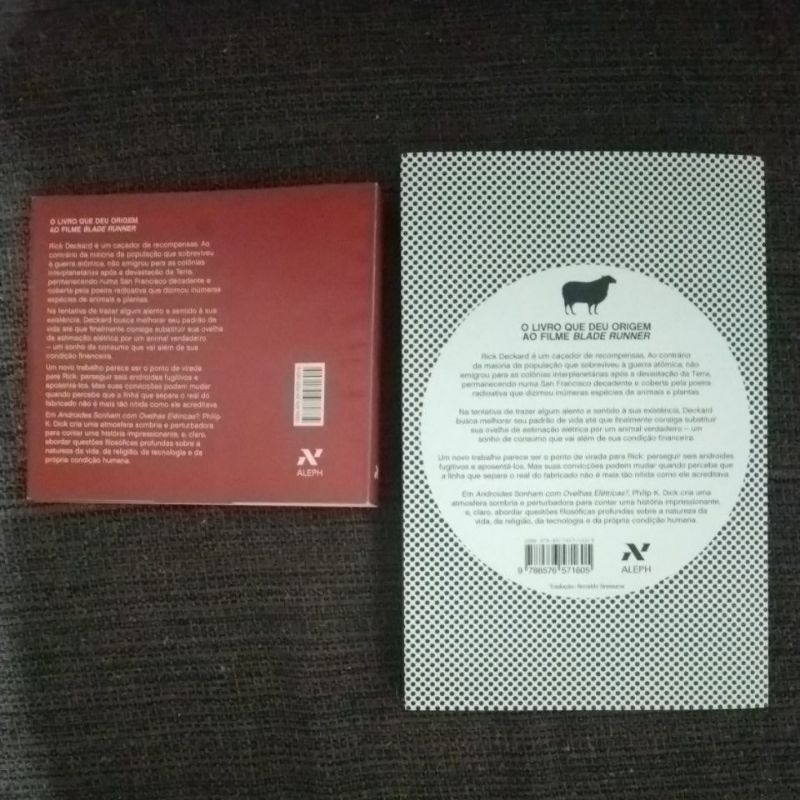 O LIVRO QUE DEU ORIGEM
AO FILME BLADE RUNNER
Rick Deckard é um caçador de recompensas. Ao
contrário da maioria da população que sobreviveu
à guerra atômica, não emigrou para as colônias
interplanetárias após a devastação da Terra,
permanecendo numa San Francisco decadente e
coberta pela poeira radioativa que dizimou inúmeras
espécies de animais e plantas.
Na tentativa de trazer algum alento e sentido à sua
existência, Deckard busca melhorar seu padrão de
vida até que finalmente consiga substituir sua ovelha
de estimação elétrica por um animal verdadeiro
– um sonho de consumo que vai além de sua
condição financeira.
Um novo trabalho parece ser o ponto de virada
para Rick: perseguir seis androides fugitivos e
aposentá-los. Mas suas convicções podem mudar
quando percebe que a linha que separa o real do
fabricado não é mais tão nítida como ele acreditava.
Em Androides Sonham com Ovelhas Elétricas?, Philip
K. Dick cria uma atmosfera sombria e perturbadora
para contar uma história impressionante, e, claro,
abordar questões filosóficas profundas sobre a
natureza da vida, da religião, da tecnologia e da
própria condição humana.
ALEPH
O LIVRO QUE DEU ORIGEM
AO FILME BLADE RUNNER
Rick Deckard é um caçador de recompensas. Ao contrário
da maioria da população que sobreviveu à guerra atômica, não
emigrou para as colônias interplanetárias após a devastação da Terra,
permanecendo numa San Francisco decadente e coberta pela poeira
radioativa que dizimou inúmeras espécies de animais e plantas.
Na tentativa de trazer algum alento e sentido à sua existência, Deckard
busca melhorar seu padrão de vida até que finalmente consiga substituir
sua ovelha de estimação elétrica por um animal verdadeiro – um
sonho de consumo que vai além de sua condição financeira.
Um novo trabalho parece ser o ponto de virada para Rick: perseguir seis androides
fugitivos e aposentá-los. Mas suas convicções podem mudar quando percebe que
a linha que separa o real do fabricado não é mais tão nítida como ele acreditava.
Em Androides Sonham com Ovelhas Elétricas?, Philip K. Dick cria uma
atmosfera sombria e perturbadora para contar uma história impressionante,
e, claro, abordar questões filosóficas profundas sobre a natureza da
vida, da religião, da tecnologia e da própria condição humana.
9 788576 571605
ALEPH
Tradução: Ronaldo Bressane